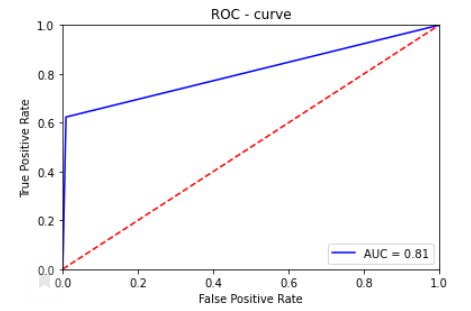 ROC - curve
1.0
0.8
0.6
0.4
0.2
0.0
True Positive Rate
AUC = 0.81
0.0 0.2 0.4 0.6 0.8 1.0
False Positive Rate